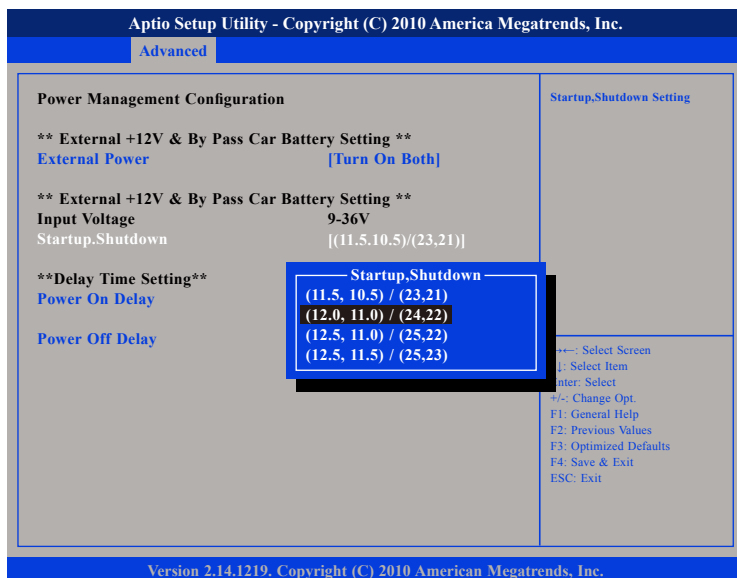 Aptio Setup Utility - Copyright (C) 2010 America Megatrends, Inc.
Advanced
Power Management Configuration
** External +12V & By Pass Car Battery Setting **
External Power [Turn On Both]
** External +12V & By Pass Car Battery Setting **
Input Voltage 9-36V
Startup.Shutdown [(11.5.10.5)/(23,21)]
**Delay Time Setting**
Power On Delay
Power Off Delay
Startup,Shutdown
(11.5, 10.5) / (23,21)
(12.0, 11.0) / (24,22)
(12.5, 11.0) / (25,22)
(12.5, 11.5) / (25,23)
Startup,Shutdown Setting
→←: Select Screen
↓: Select Item
Enter: Select
+/-: Change Opt.
F1: General Help
F2: Previous Values
F3: Optimized Defaults
F4: Save & Exit
ESC: Exit
Version 2.14.1219. Copyright (C) 2010 American Megatrends, Inc.